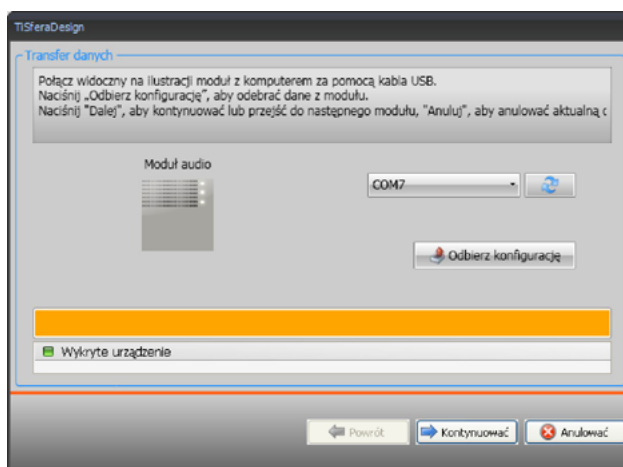 TiSferaDesign
Transfer danych
Połącz widoczny na ilustracji moduł z komputerem za pomocą kabla USB.
Naciśnij „Odbierz konfigurację”, aby odebrać dane z modułu.
Naciśnij "Dalej", aby kontynuować lub przejść do następnego modułu, "Anuluj", aby anulować aktualną c
Moduł audio
COM7
Odbierz konfigurację
Wykryte urządzenie
Powrót
Kontynuować
Anulować